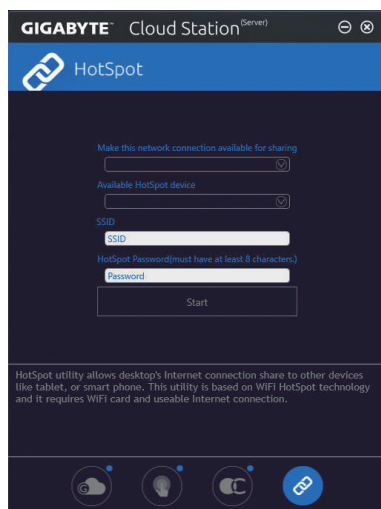 GIGABYTE™ Cloud Station(Server)
HotSpot
Make this network connection available for sharing
Available HotSpot device
SSID
SSID
HotSpot Password(must have at least 8 characters.)
Password
Start
HotSpot utility allows desktop's Internet connection share to other devices
like tablet, or smart phone. This utility is based on WiFi HotSpot technology
and it requires WiFi card and useable Internet connection.
G